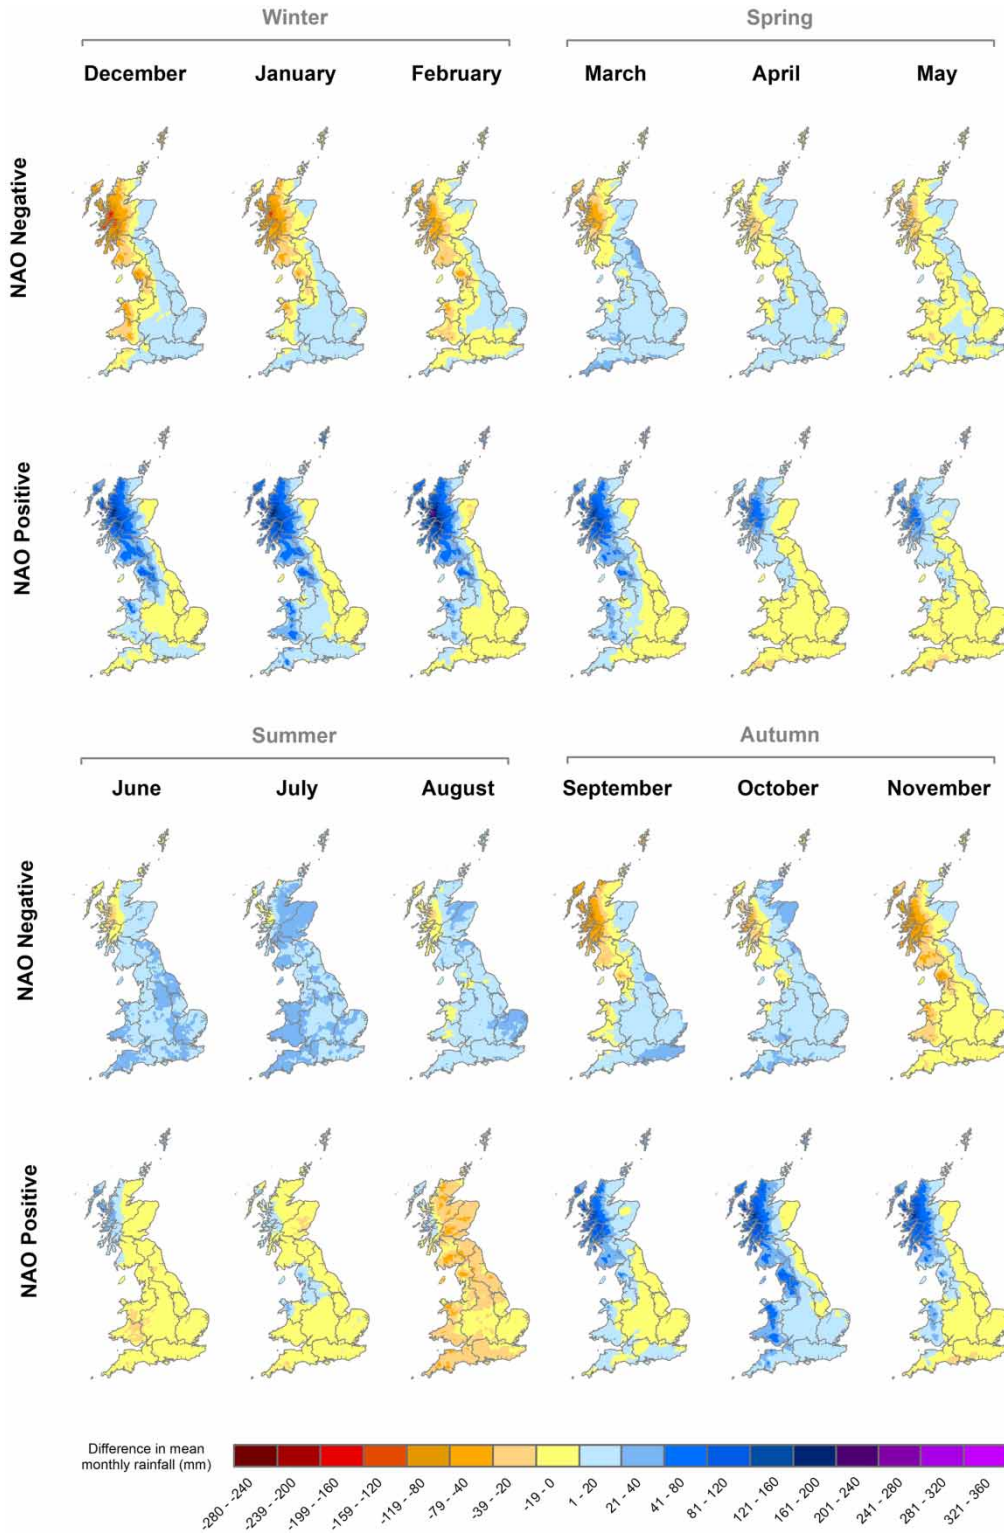 Winter Spring
December January February March April May
NAO Negative
NAO Positive
Summer Autumn
June July August September October November
NAO Negative
NAO Positive
Difference in mean
monthly rainfall (mm)
-280 - -240 -239 - -200 -199 - -160 -159 - -120 -119 - -80 -79 - -40 -39 - -20 -19 - 0 1 - 20 21 - 40 41 - 80 81 - 120 121 - 160 161 - 200 201 - 240 241 - 280 281 - 320 321 - 360